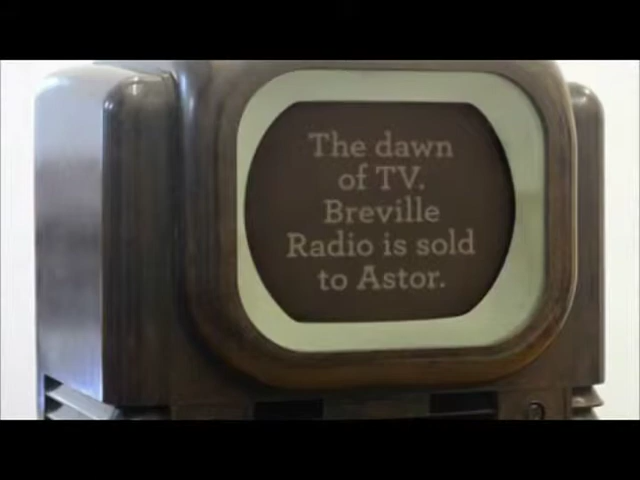 The dawn
of TV.
Breville
Radio is sold
to Astor.